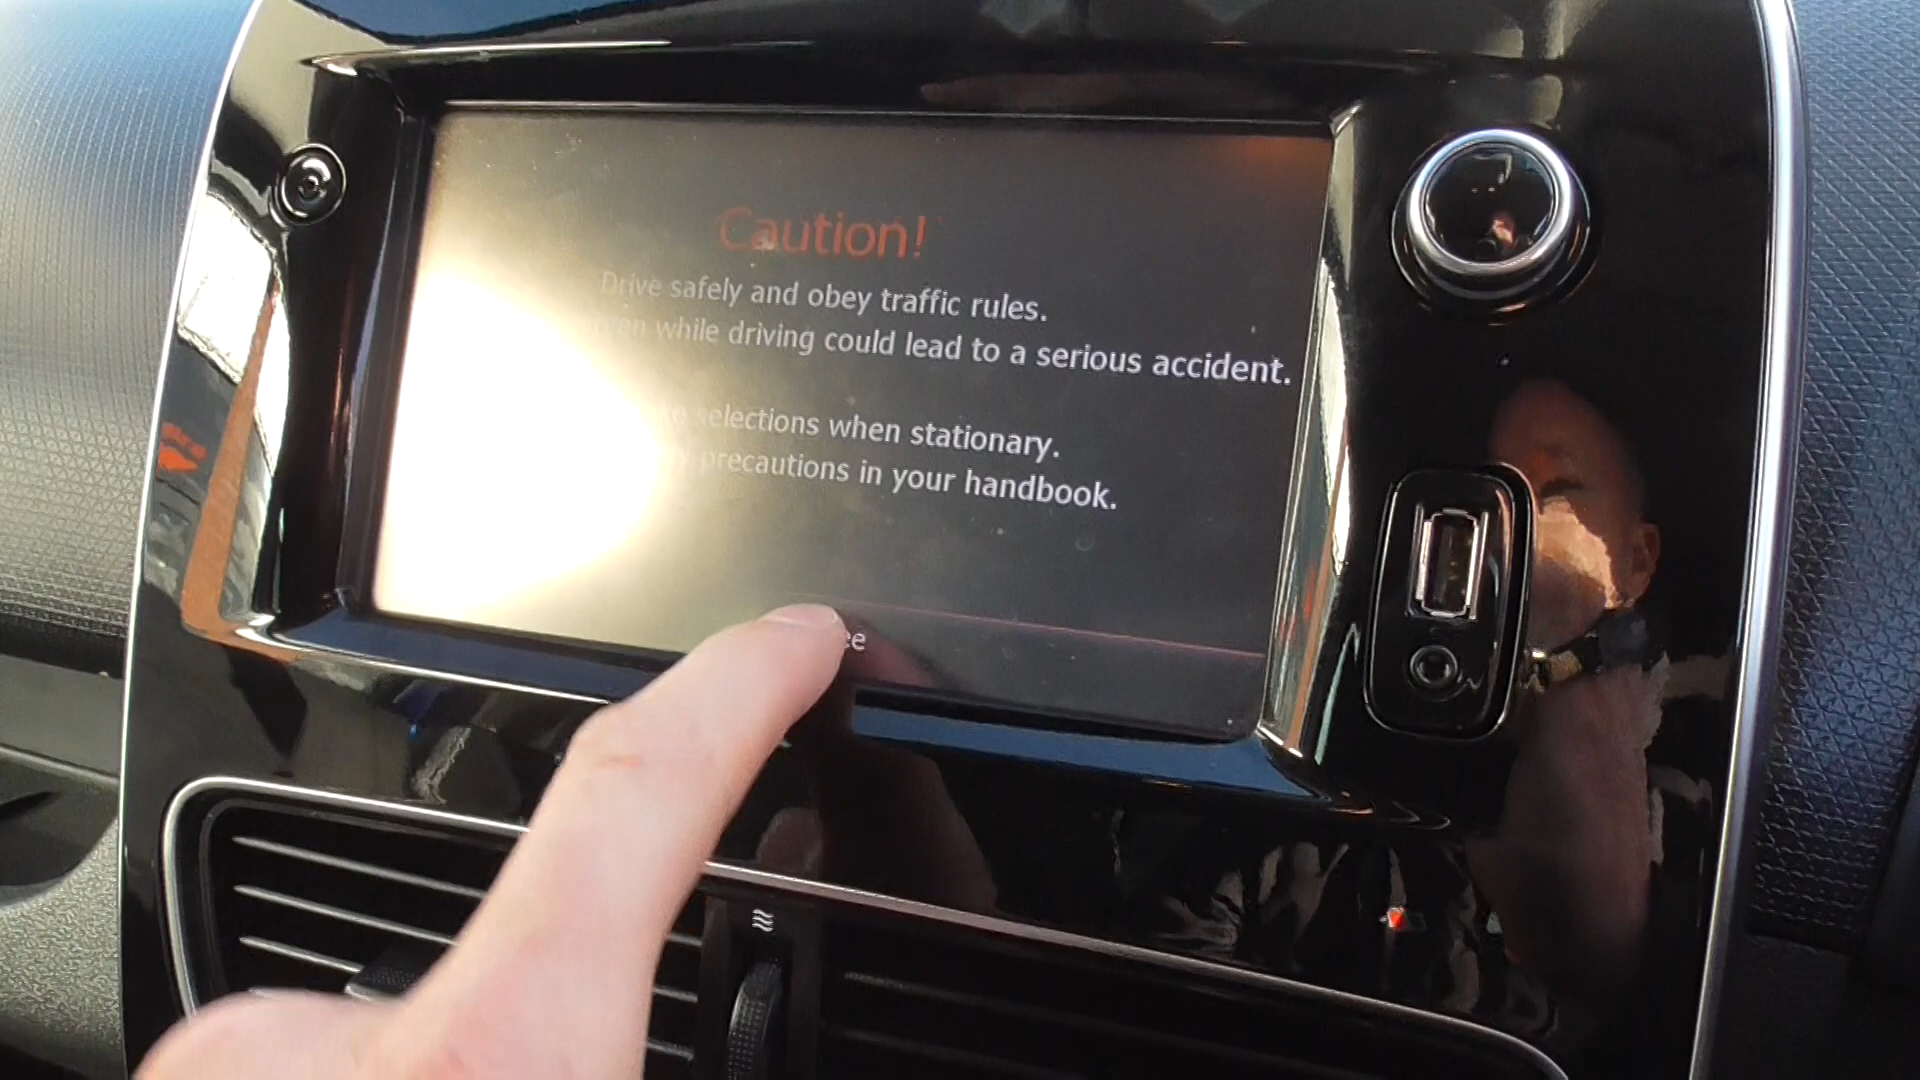 Caution!
Drive safely and obey traffic rules.
while driving could lead to a serious accident.
selections when stationary.
precautions in your handbook.